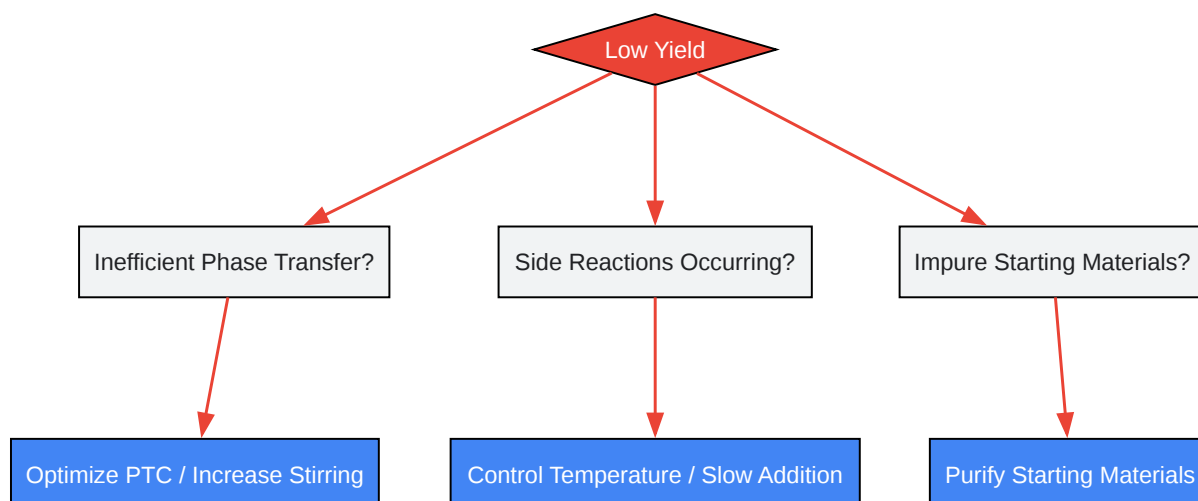 Low Yield
Inefficient Phase Transfer?
Side Reactions Occurring?
Impure Starting Materials?
Optimize PTC / Increase Stirring
Control Temperature / Slow Addition
Purify Starting Materials